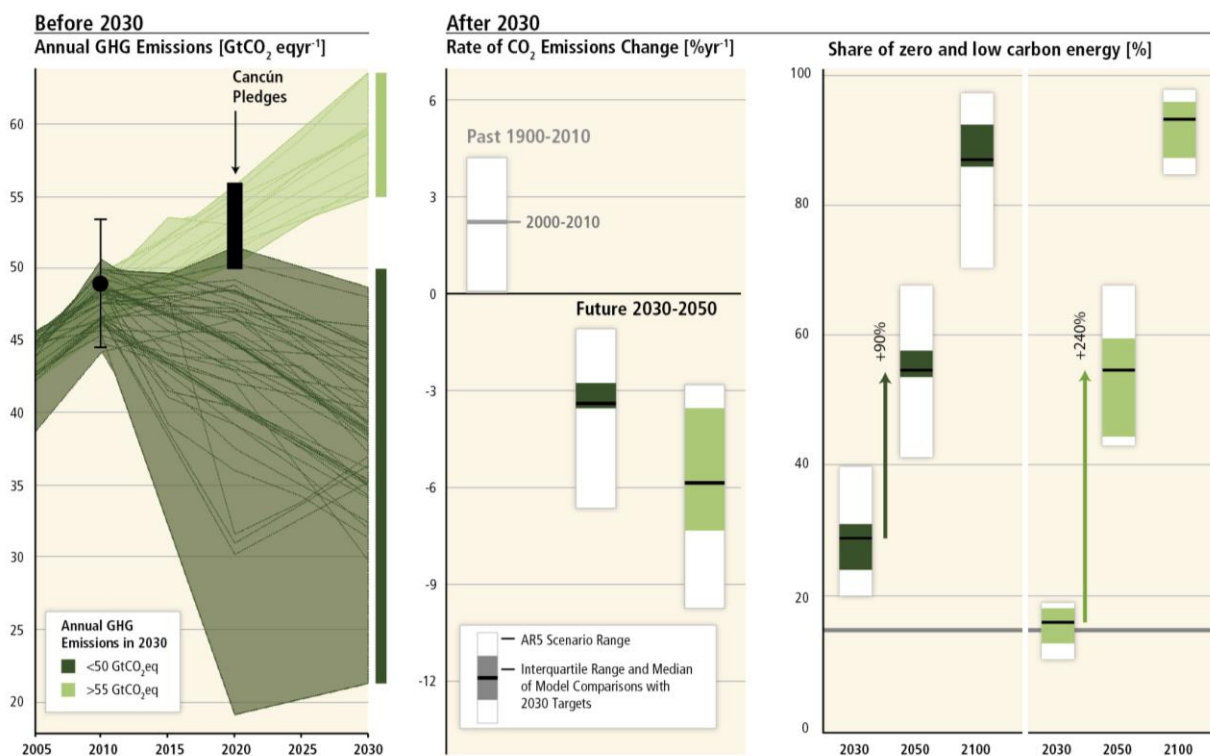 Before 2030
Annual GHG Emissions [GtCO₂ eqyr⁻¹]
Cancún
Pledges
60
55
50
45
40
35
30
25
20
Annual GHG
Emissions in 2030
<50 GtCO₂eq
>55 GtCO₂eq
2005 2010 2015 2020 2025 2030
After 2030
Rate of CO₂ Emissions Change [%yr⁻¹]
6
Past 1900-2010
3
2000-2010
0
Future 2030-2050
-3
-6
-9
-12
AR5 Scenario Range
Interquartile Range and Median
of Model Comparisons with
2030 Targets
Share of zero and low carbon energy [%]
100
80
60
40
20
0
+90%
+240%
2030 2050 2100 2030 2050 2100